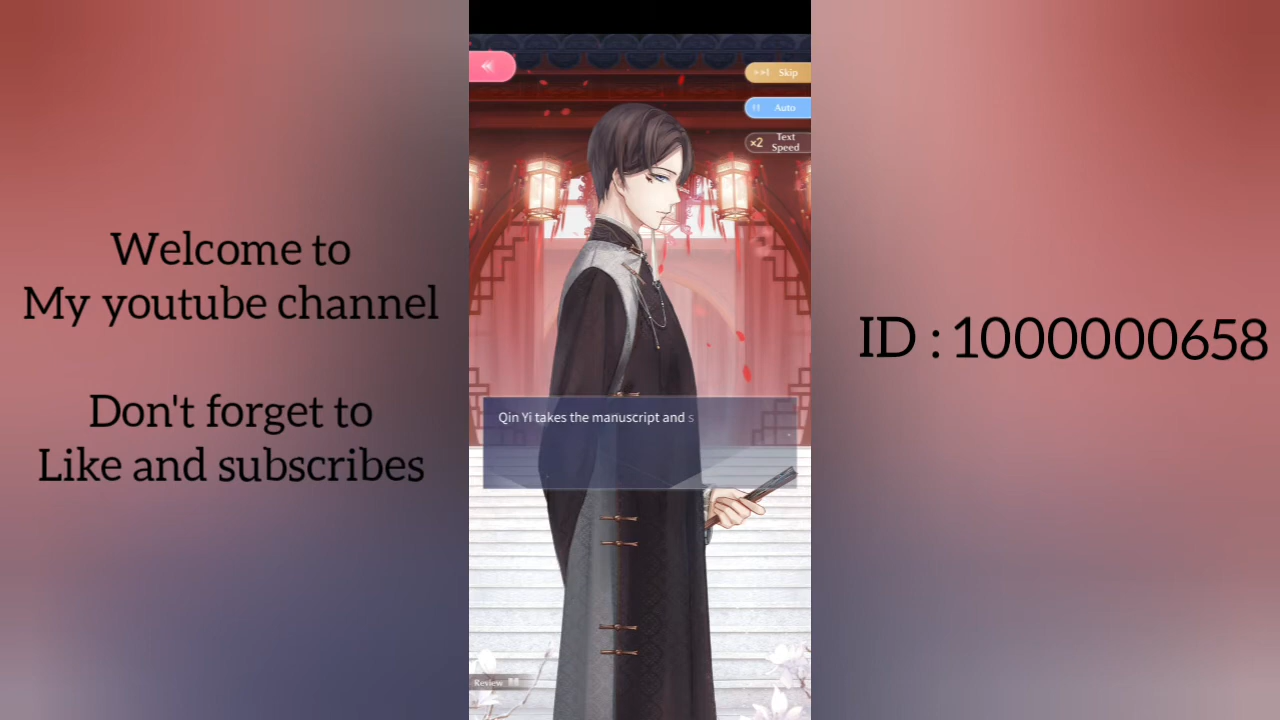 Welcome to
My youtube channel
Don't forget to
Like and subscribes
>>I Skip
Auto
×2 Text
Speed
Qin Yi takes the manuscript and s
Review
ID : 1000000658